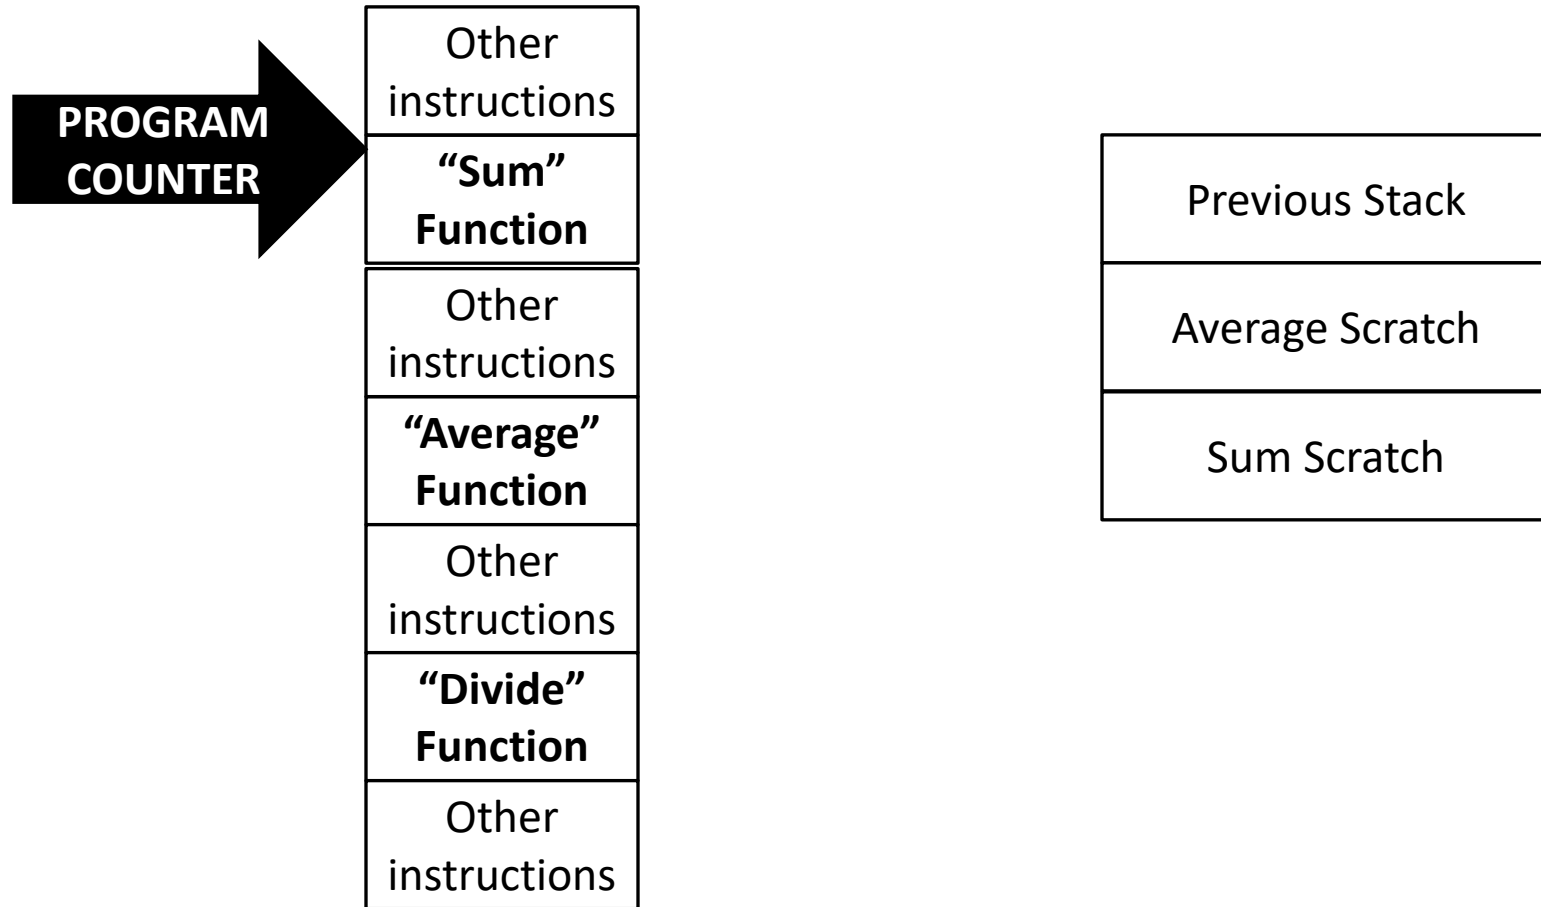 PROGRAM
COUNTER
Other
instructions
“Sum”
Function
Other
instructions
“Average”
Function
Other
instructions
“Divide”
Function
Other
instructions
Previous Stack
Average Scratch
Sum Scratch